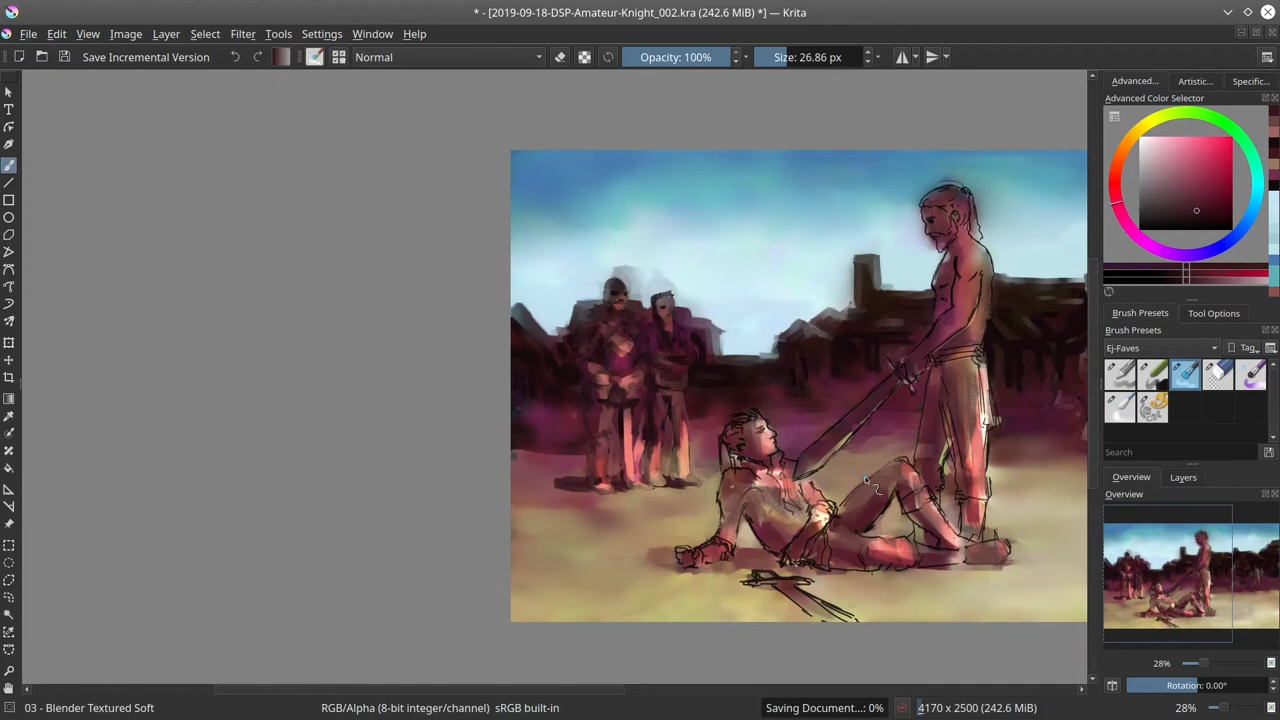 * - [2019-09-18-DSP-Amateur-Knight_002.kra (242.6 MiB) *] — Krita
File Edit View Image Layer Select Filter Tools Settings Window Help
Save Incremental Version Normal Opacity: 100% Size: 26.86 px
Advanced... Artistic... Specific...
Advanced Color Selector
Brush Presets Tool Options
Brush Presets
Ej-Faves Tag
Search
Overview Layers
Overview
28%
Rotation: 0.00°
03 - Blender Textured Soft RGB/Alpha (8-bit integer/channel) sRGB built-in Saving Document...: 0% 4170 x 2500 (242.6 MiB) 28%